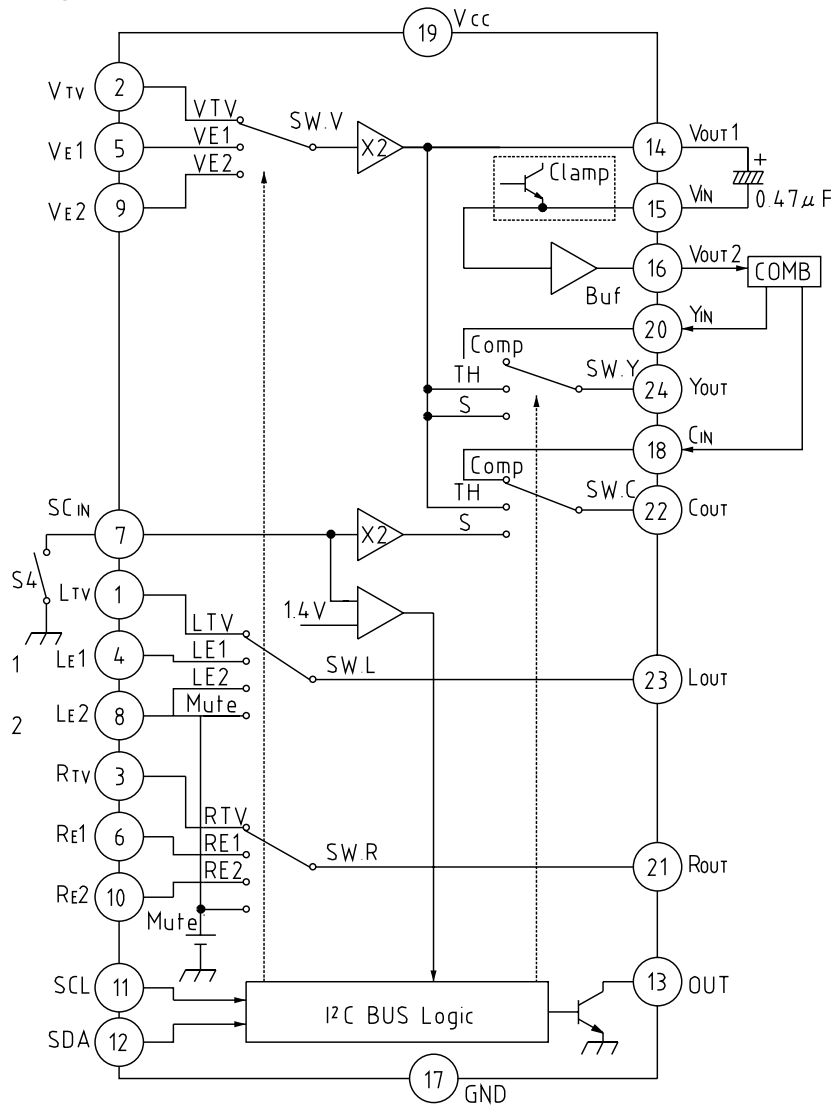 19 Vcc
VTV 2 VTV SW.V
VE1 5 VE1 X2 14 VOUT1
VE2 9 VE2 Clamp +
15 VIN 0.47μF
16 VOUT2 COMB
Buf
20 YIN
Comp SW.Y
TH 24 YOUT
S
18 CIN
Comp SW.C
TH 22 COUT
SCIN 7 X2 S
S4
LTV 1 1.4V
LTV
1 LE1 4 LE1 SW.L 23 LOUT
LE2
2 LE2 8 Mute
RTV 3
RTV
RE1 6 RE1 SW.R 21 ROUT
RE2
RE2 10
Mute
SCL 11 13 OUT
I²C BUS Logic
SDA 12
17 GND